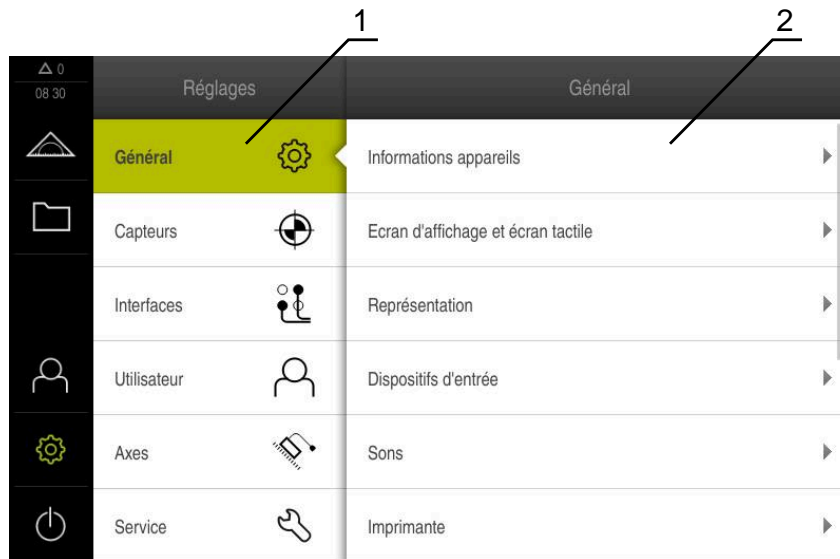 1
2
0
08 30
Réglages
Général
Général
Informations appareils
Capteurs
Ecran d'affichage et écran tactile
Interfaces
Représentation
Utilisateur
Dispositifs d'entrée
Axes
Sons
Service
Imprimante